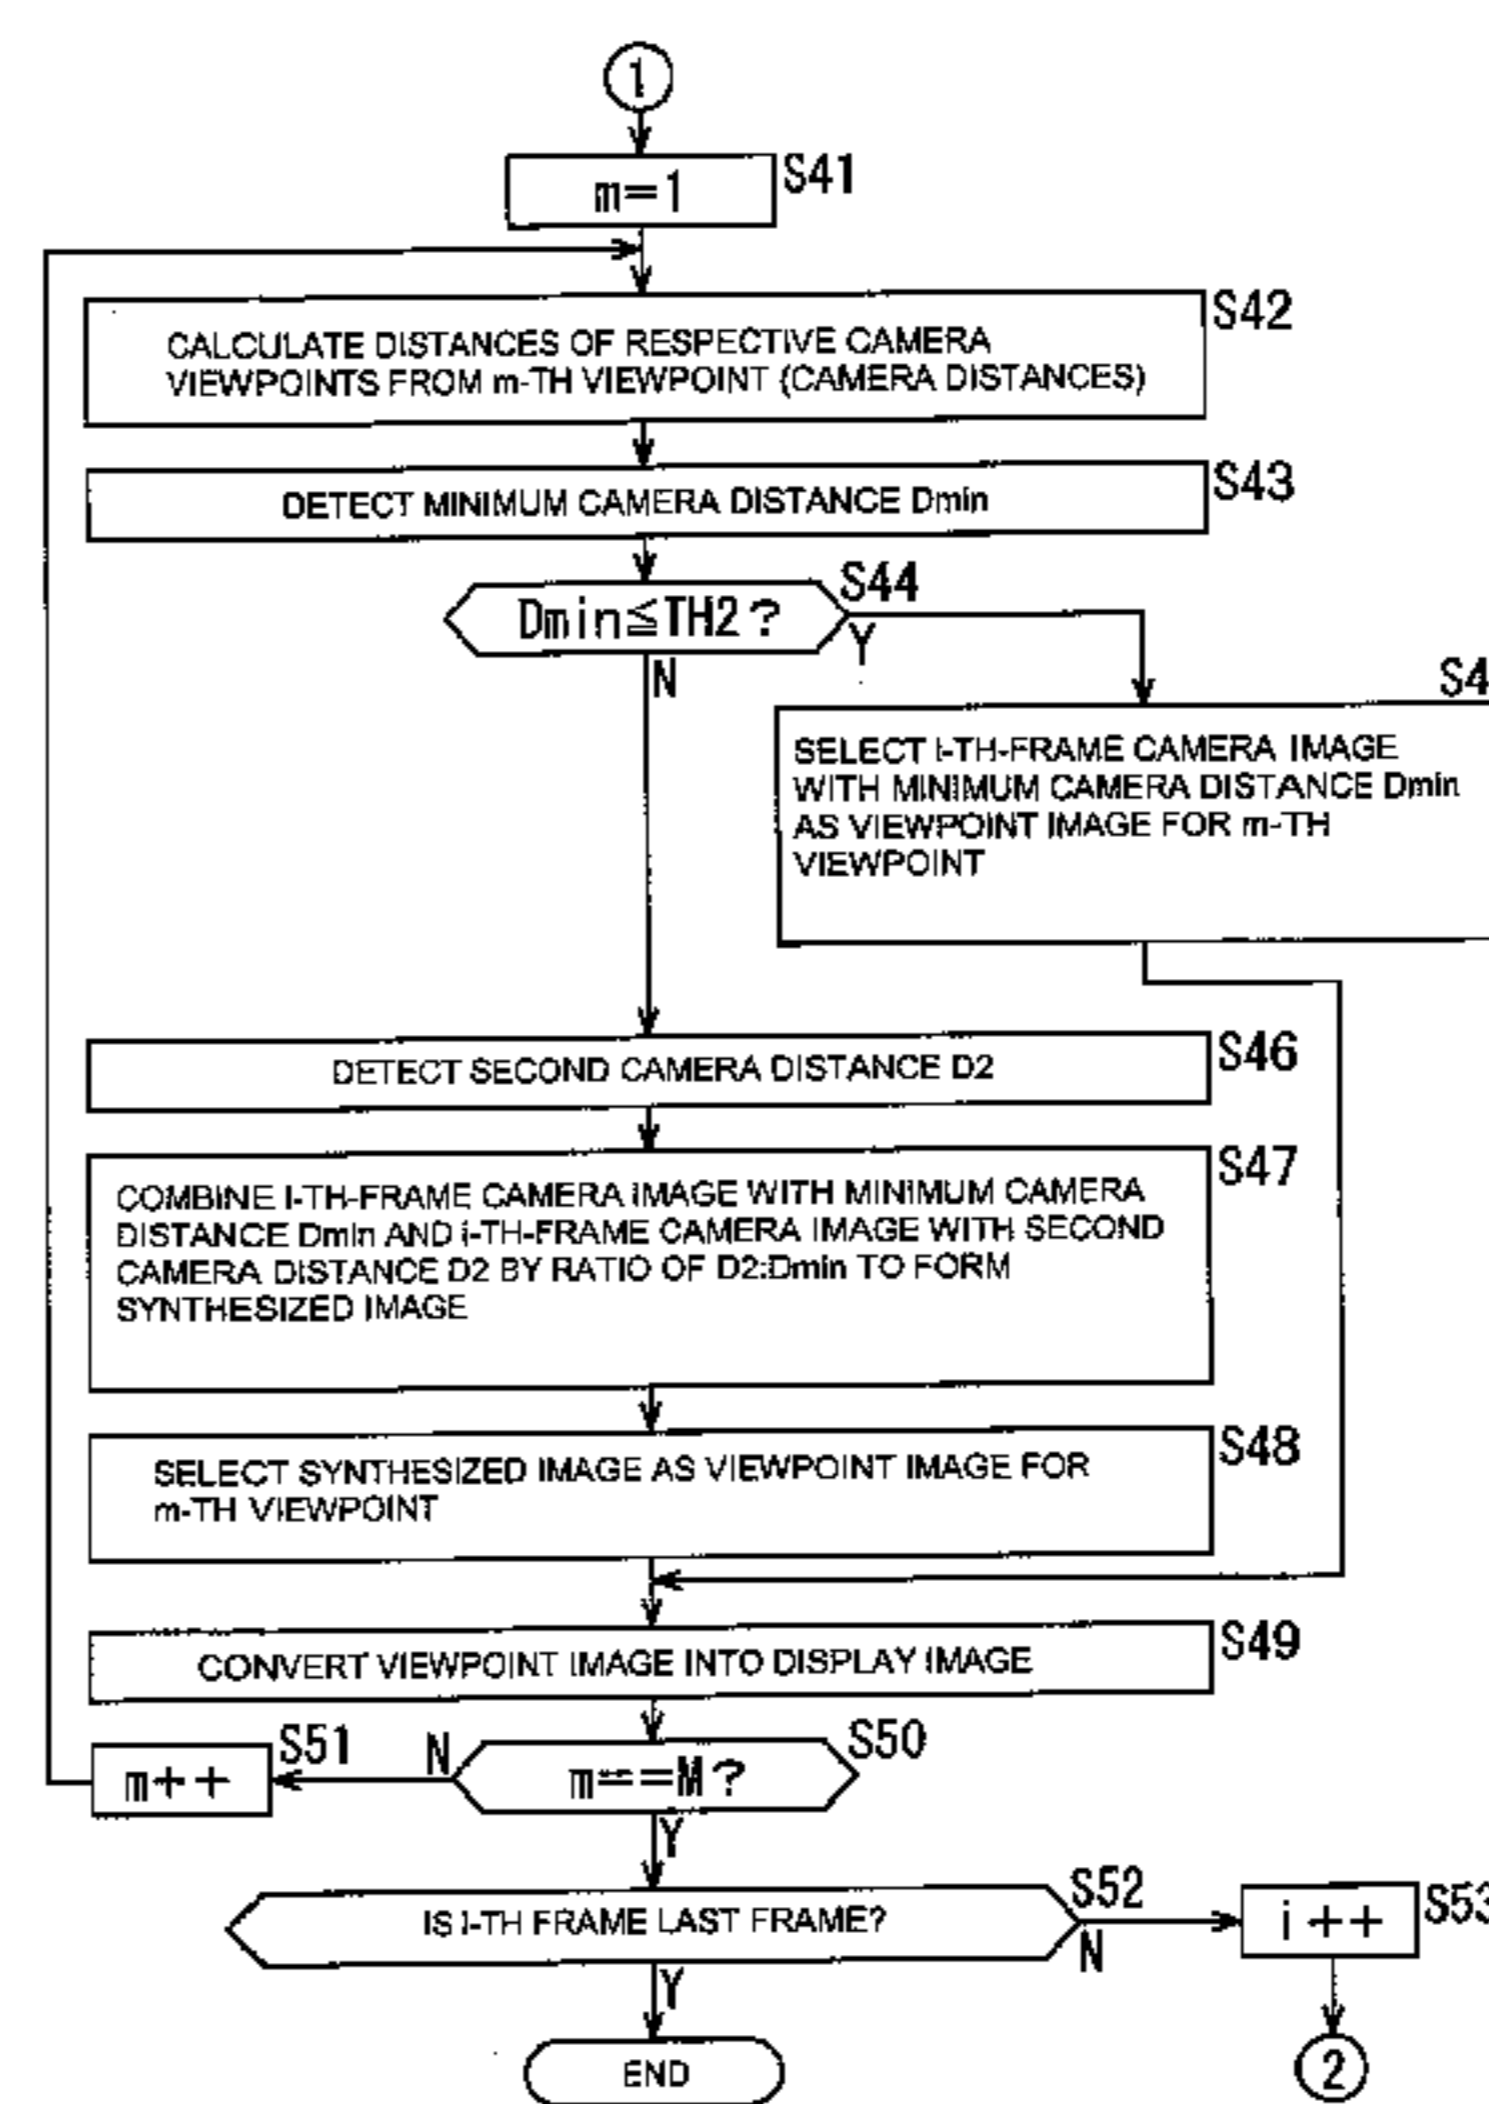 1
m=1
S41
S42
CALCULATE DISTANCES OF RESPECTIVE CAMERA
VIEWPOINTS FROM m-TH VIEWPOINT (CAMERA DISTANCES)
S43
DETECT MINIMUM CAMERA DISTANCE Dmin
S44
Dmin≦TH2?
Y
N
S4
SELECT i-TH-FRAME CAMERA IMAGE
WITH MINIMUM CAMERA DISTANCE Dmin
AS VIEWPOINT IMAGE FOR m-TH
VIEWPOINT
S46
DETECT SECOND CAMERA DISTANCE D2
S47
COMBINE i-TH-FRAME CAMERA IMAGE WITH MINIMUM CAMERA
DISTANCE Dmin AND i-TH-FRAME CAMERA IMAGE WITH SECOND
CAMERA DISTANCE D2 BY RATIO OF D2:Dmin TO FORM
SYNTHESIZED IMAGE
S48
SELECT SYNTHESIZED IMAGE AS VIEWPOINT IMAGE FOR
m-TH VIEWPOINT
S49
CONVERT VIEWPOINT IMAGE INTO DISPLAY IMAGE
S50
m==M?
N
S51
m++
Y
S52
IS i-TH FRAME LAST FRAME?
N
S53
i++
Y
END
2